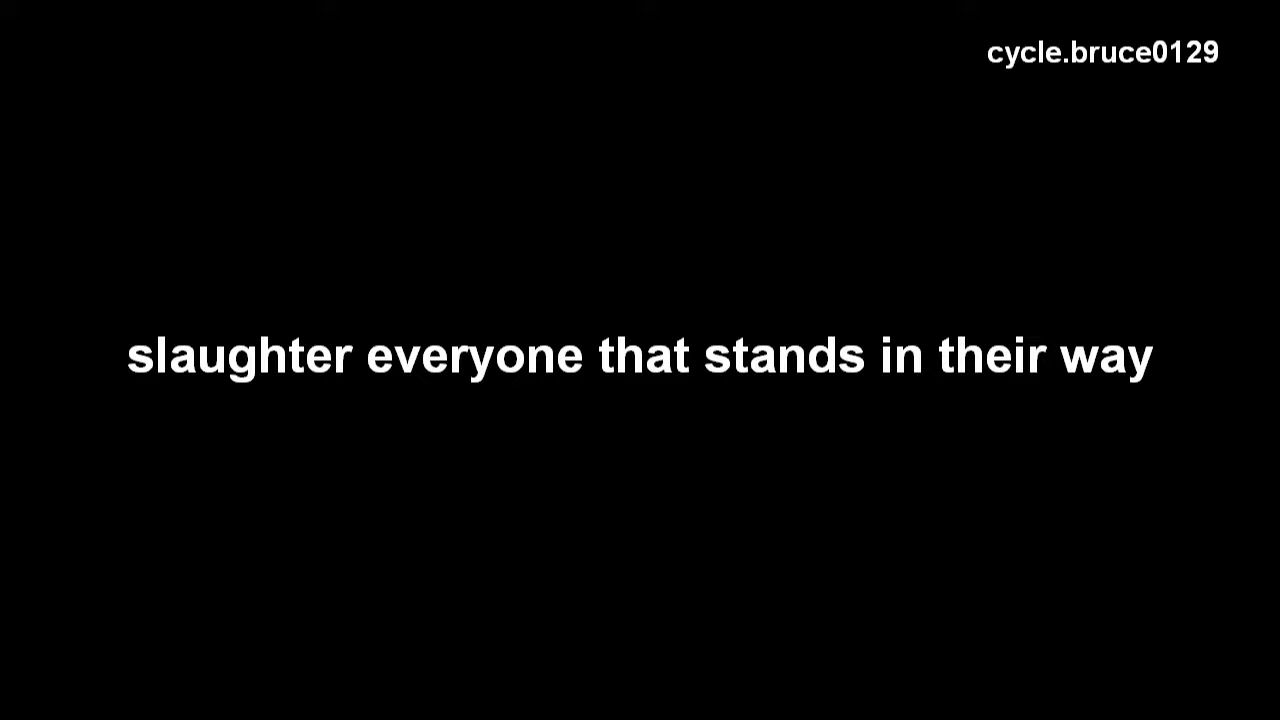 cycle.bruce0129
slaughter everyone that stands in their way